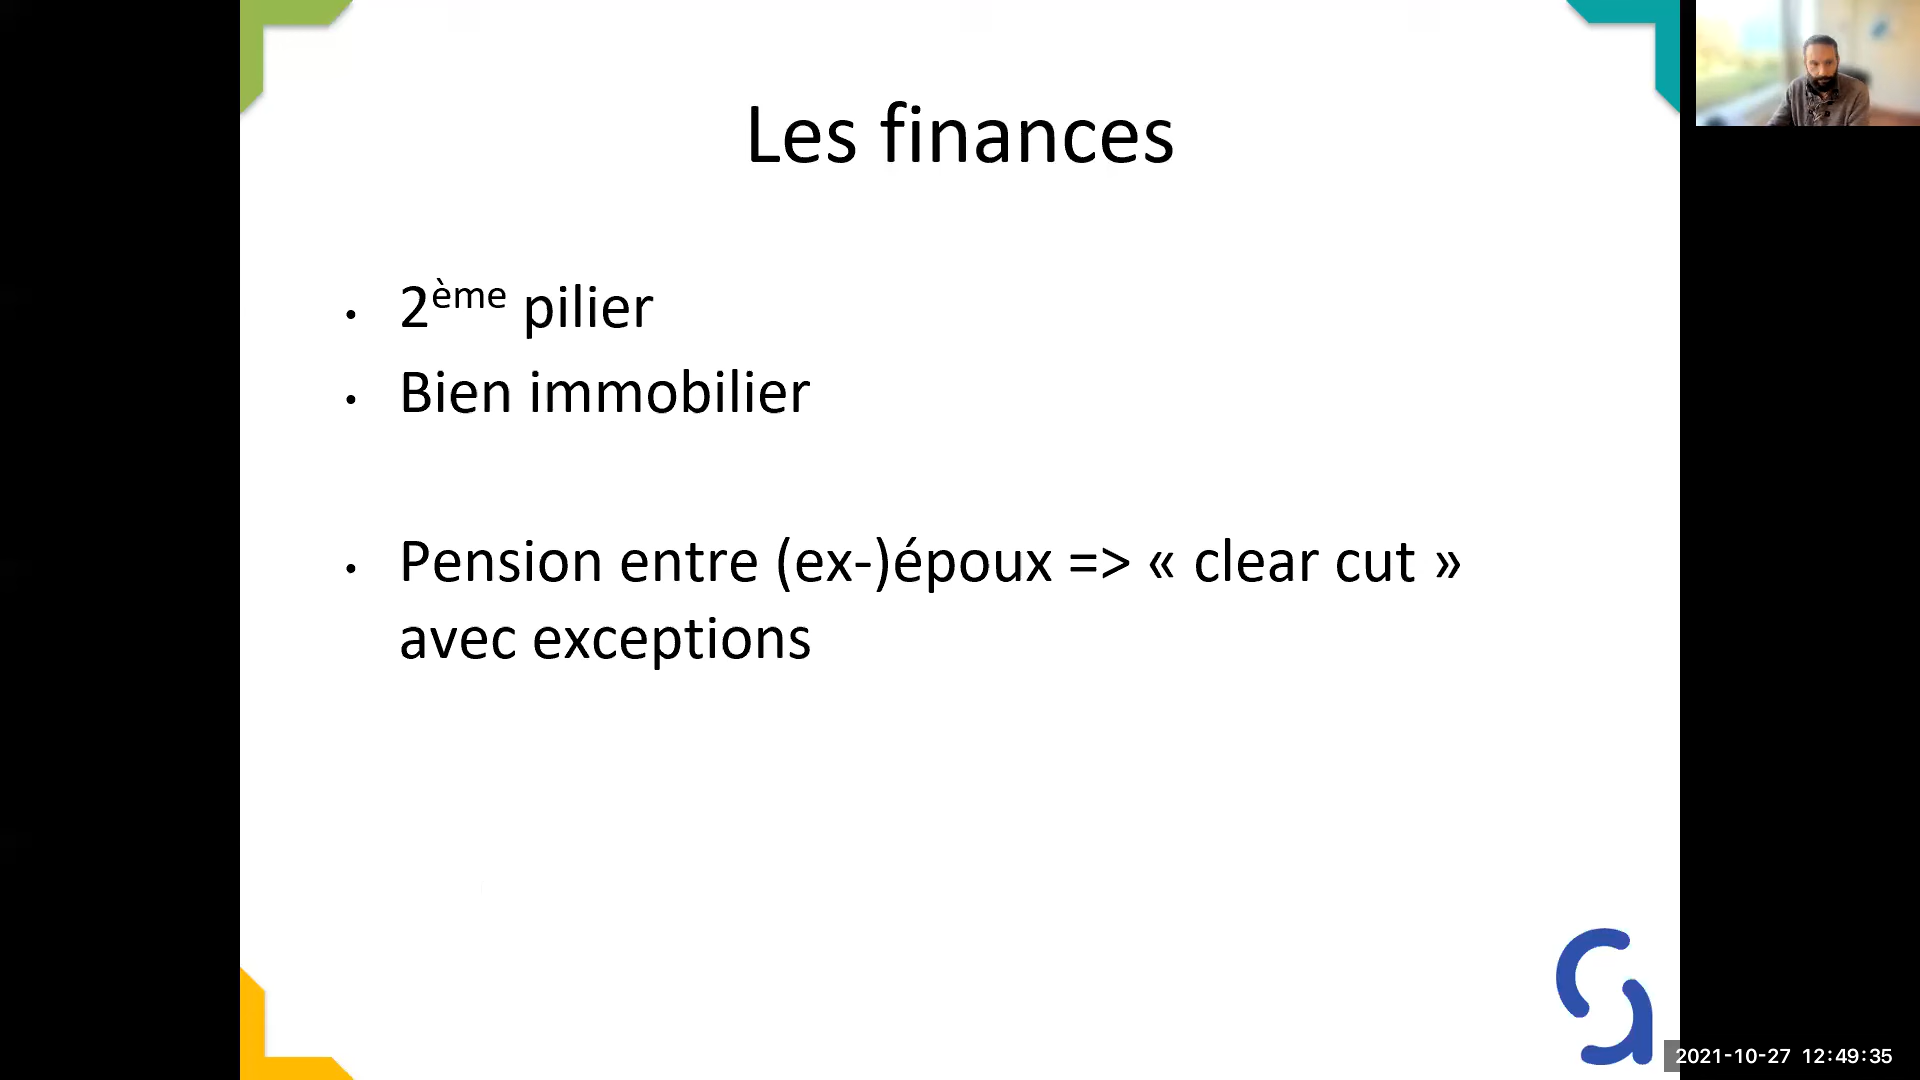 Les finances
• 2ème pilier
• Bien immobilier
• Pension entre (ex-)époux => « clear cut »
avec exceptions
2021-10-27 12:49:35